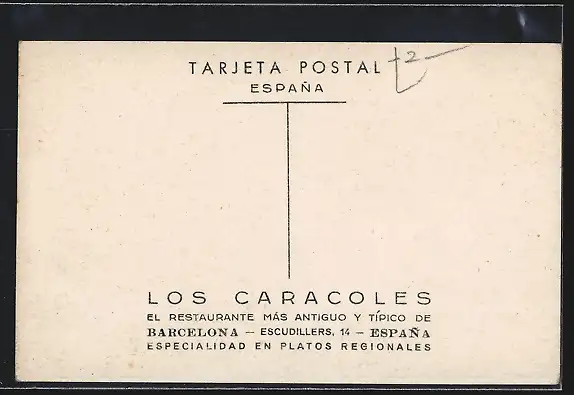 TARJETA POSTAL
ESPAÑA
LOS CARACOLES
EL RESTAURANTE MÁS ANTIGUO Y TÍPICO DE
BARCELONA — ESCUDILLERS, 14 — ESPAÑA
ESPECIALIDAD EN PLATOS REGIONALES